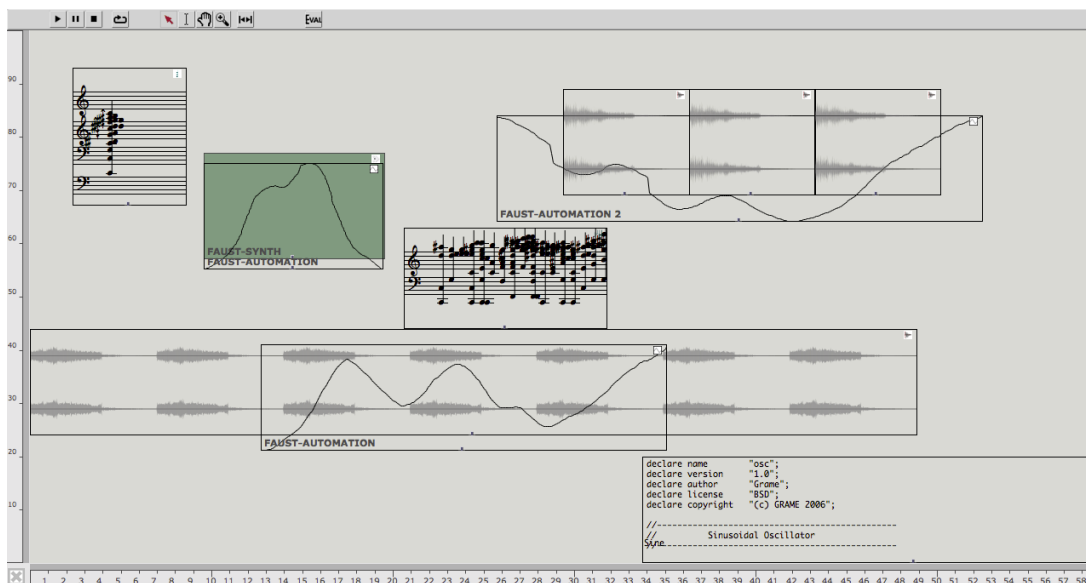 EVAL
90
80
70
60
50
40
30
20
10
FAUST-SYNTH
FAUST-AUTOMATION
FAUST-AUTOMATION 2
FAUST-AUTOMATION
declare name "osc";
declare version "1.0";
declare author "Grame";
declare license "BSD";
declare copyright "(c) GRAME 2006";
//-----------------------------------------------
// Sinusoidal Oscillator
Sine
//-----------------------------------------------
1 2 3 4 5 6 7 8 9 10 11 12 13 14 15 16 17 18 19 20 21 22 23 24 25 26 27 28 29 30 31 32 33 34 35 36 37 38 39 40 41 42 43 44 45 46 47 48 49 50 51 52 53 54 55 56 57 58